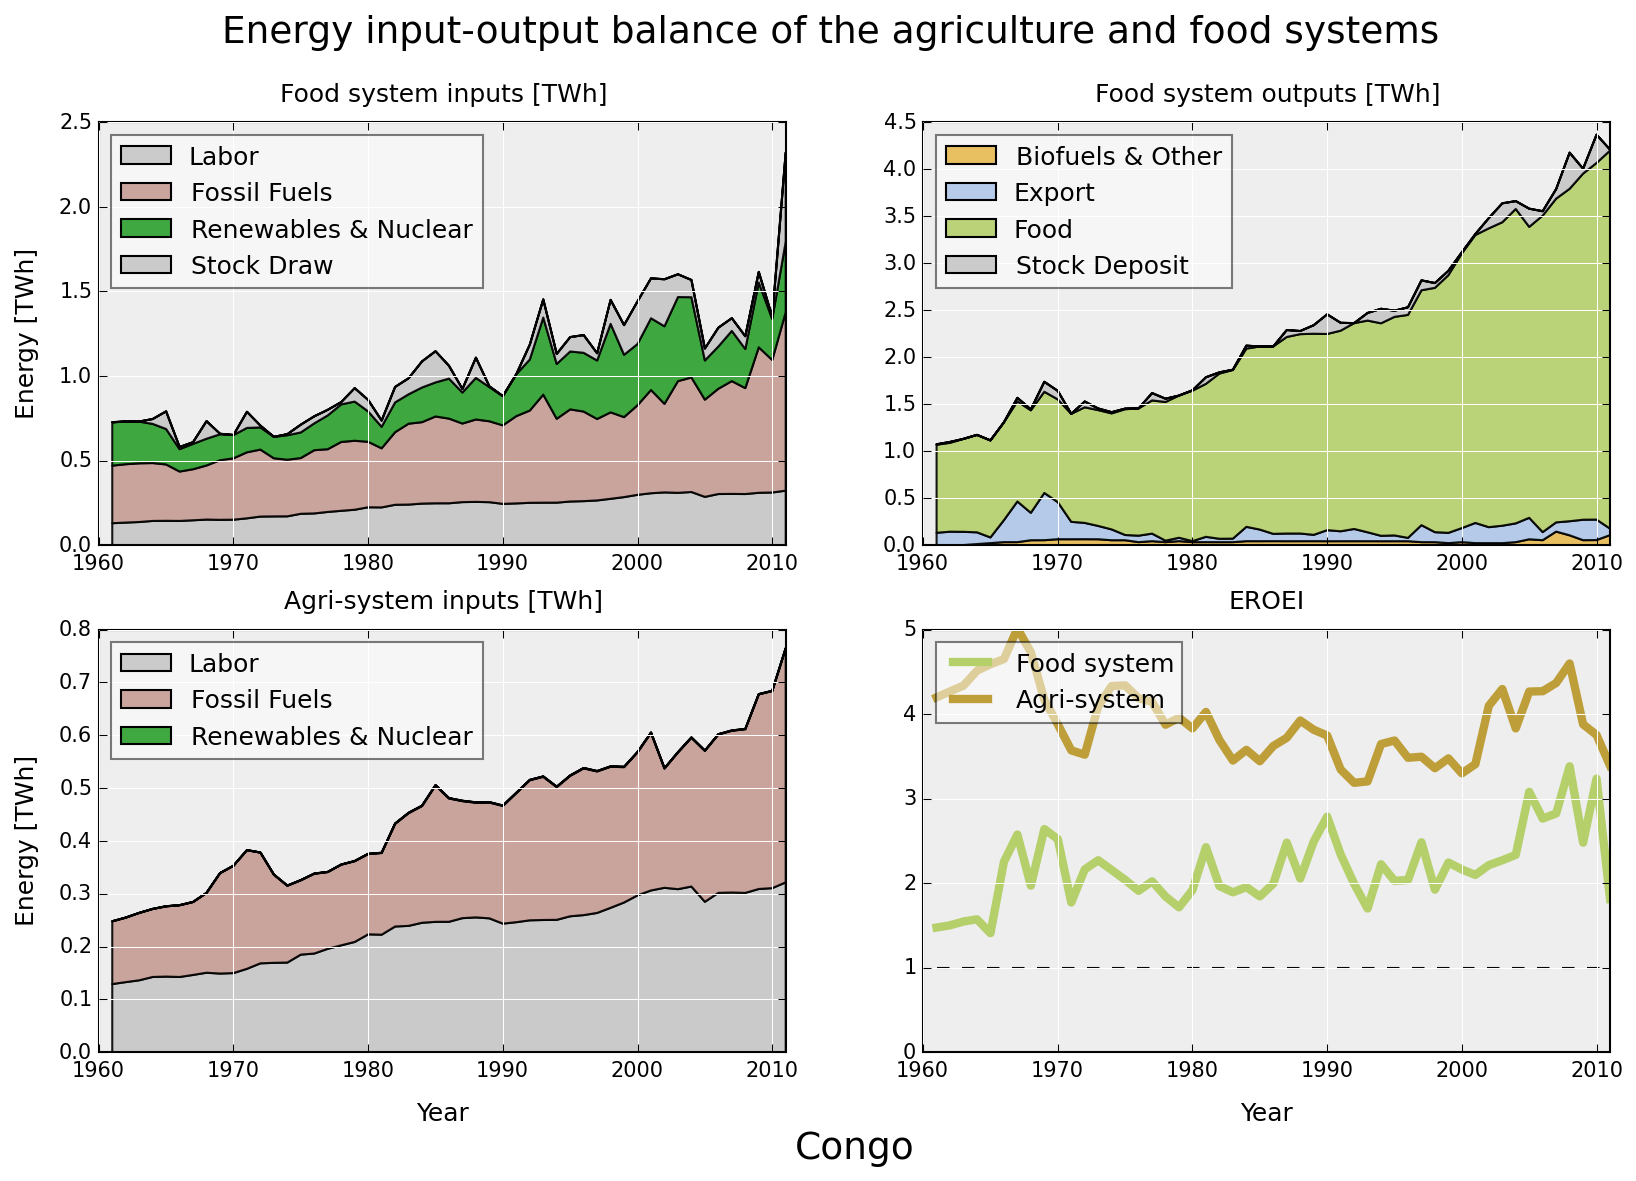 Energy input-output balance of the agriculture and food systems
Food system inputs [TWh]
Energy [TWh]
2.5
2.0
1.5
1.0
0.5
0.0
Labor
Fossil Fuels
Renewables & Nuclear
Stock Draw
1960 1970 1980 1990 2000 2010
Food system outputs [TWh]
4.5
4.0
3.5
3.0
2.5
2.0
1.5
1.0
0.5
0.0
Biofuels & Other
Export
Food
Stock Deposit
1960 1970 1980 1990 2000 2010
Agri-system inputs [TWh]
Energy [TWh]
0.8
0.7
0.6
0.5
0.4
0.3
0.2
0.1
0.0
Labor
Fossil Fuels
Renewables & Nuclear
1960 1970 1980 1990 2000 2010
Year
EROEI
5
4
3
2
1
0
Food system
Agri-system
1960 1970 1980 1990 2000 2010
Year
Congo